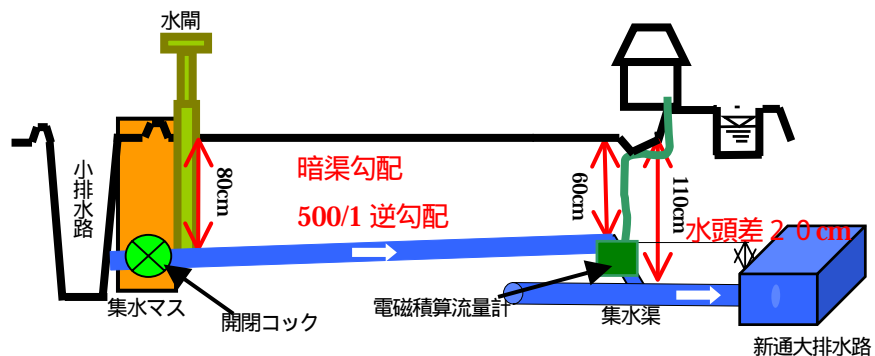 水閘
小排水路
80cm
暗渠勾配
500/1 逆勾配
60cm
110cm
水頭差２０cm
集水マス
開閉コック
電磁積算流量計
集水渠
新通大排水路